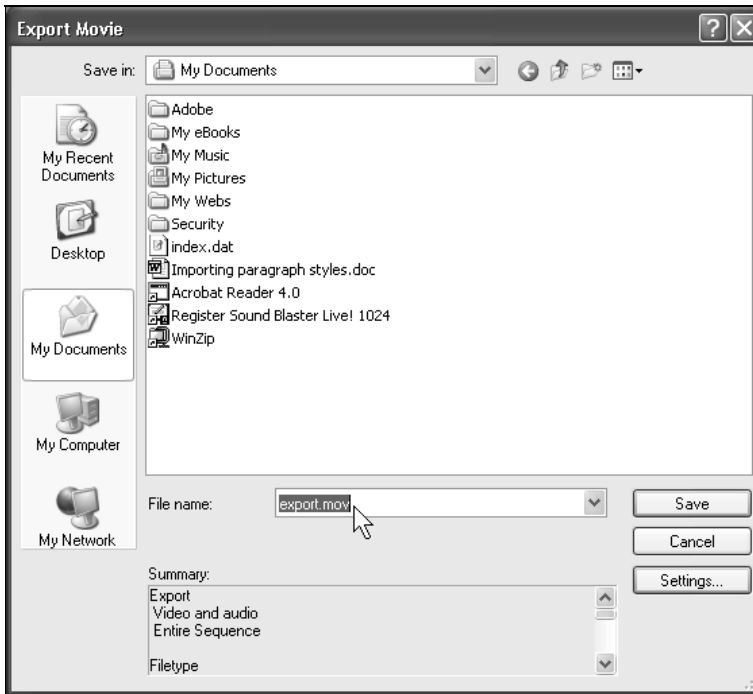 Export Movie
Save in:
My Documents
My Recent
Documents
Desktop
My Documents
My Computer
My Network
Adobe
My eBooks
My Music
My Pictures
My Webs
Security
index.dat
Importing paragraph styles.doc
Acrobat Reader 4.0
Register Sound Blaster Live! 1024
WinZip
File name:
export.mov
Save
Cancel
Settings...
Summary:
Export
Video and audio
Entire Sequence
Filetype